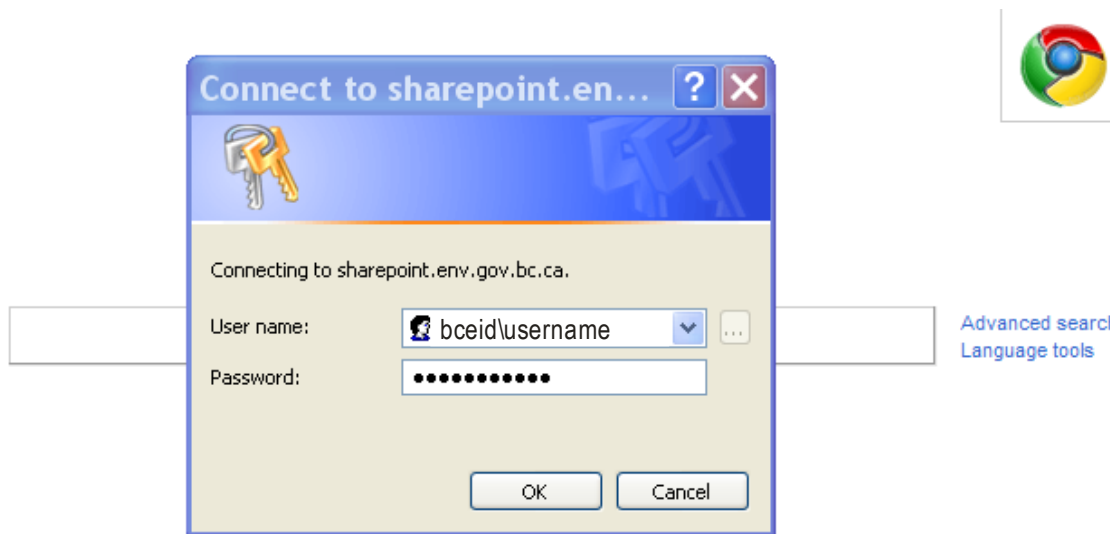 Connect to sharepoint.en...
Connecting to sharepoint.env.gov.bc.ca.
User name:
bceid\username
...
Password:
•••••••••••
OK
Cancel
Advanced search
Language tools